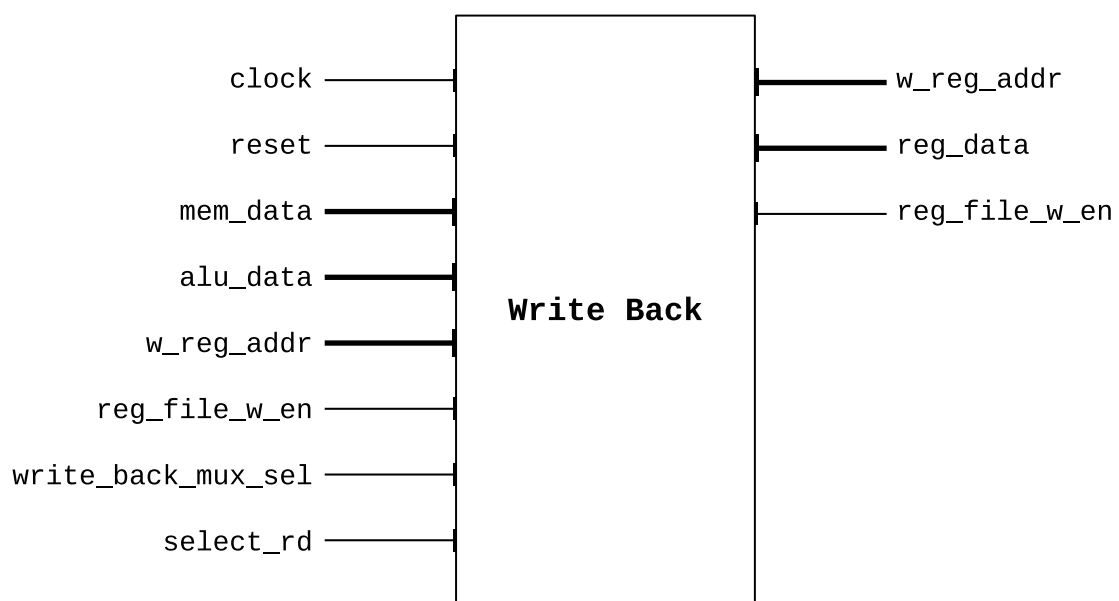 clock
reset
mem_data
alu_data
w_reg_addr
reg_file_w_en
write_back_mux_sel
select_rd
Write Back
w_reg_addr
reg_data
reg_file_w_en